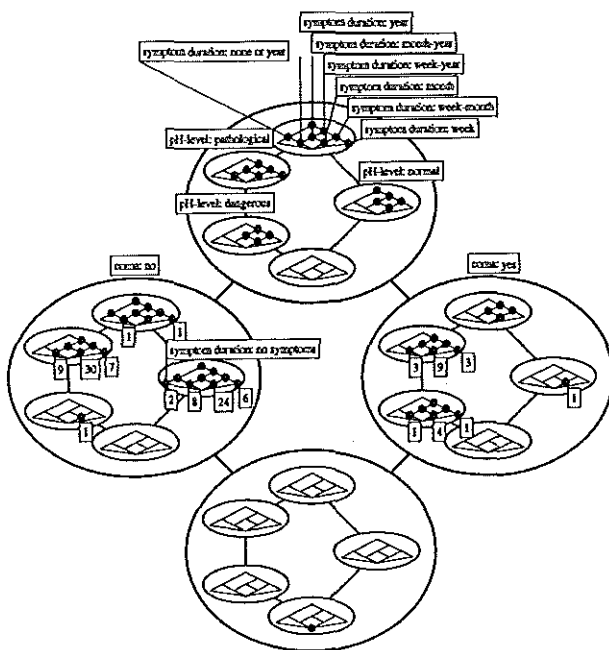 symptom duration: year
symptom duration: none or year
symptom duration: month-year
symptom duration: week-year
symptom duration: month
symptom duration: week-month
symptom duration: week
pH-level: pathological
pH-level: normal
pH-level: dangerous
coma: no
coma: yes
1 1
symptom duration: no symptoms
9 30 7
3 9 3
2 8 24 6
1
1
1 4 1